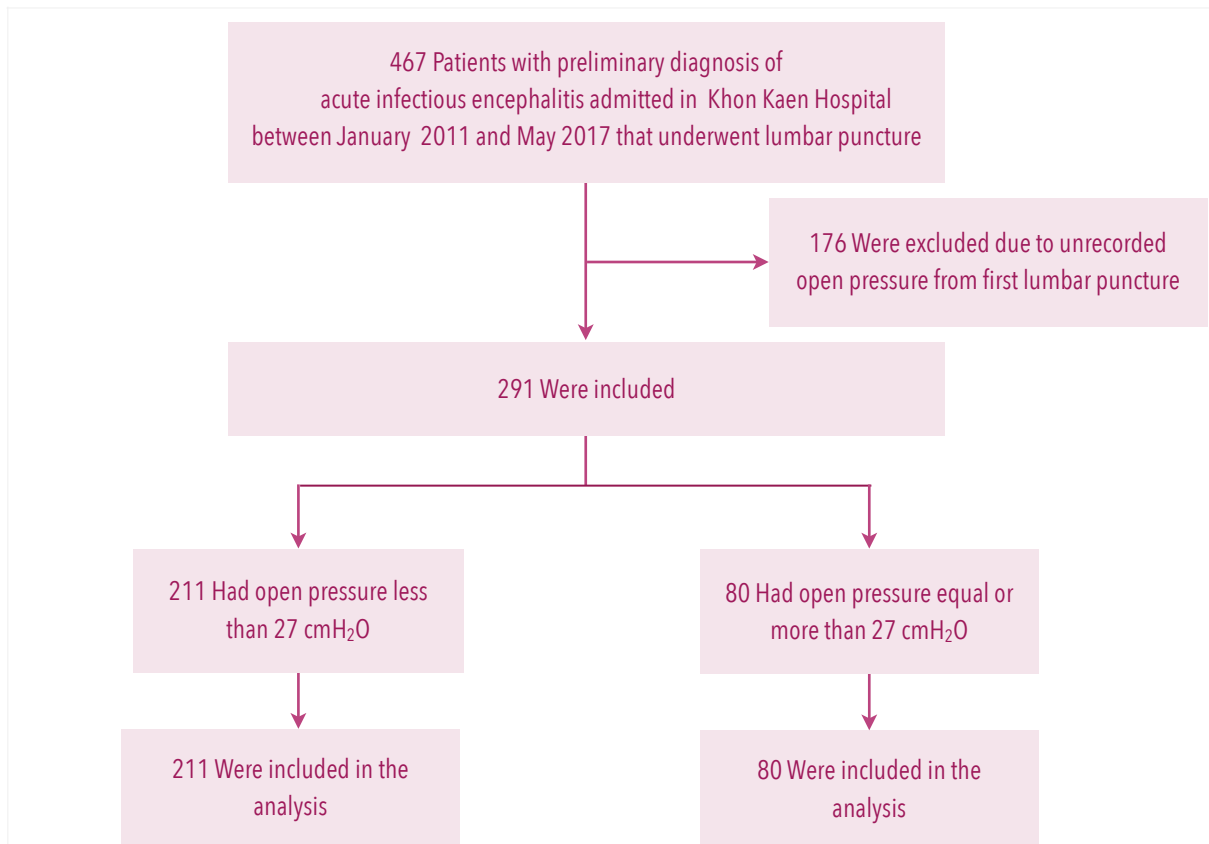 467 Patients with preliminary diagnosis of
acute infectious encephalitis admitted in Khon Kaen Hospital
between January 2011 and May 2017 that underwent lumbar puncture
176 Were excluded due to unrecorded
open pressure from first lumbar puncture
291 Were included
211 Had open pressure less
than 27 cmH₂O
80 Had open pressure equal or
more than 27 cmH₂O
211 Were included in the
analysis
80 Were included in the
analysis